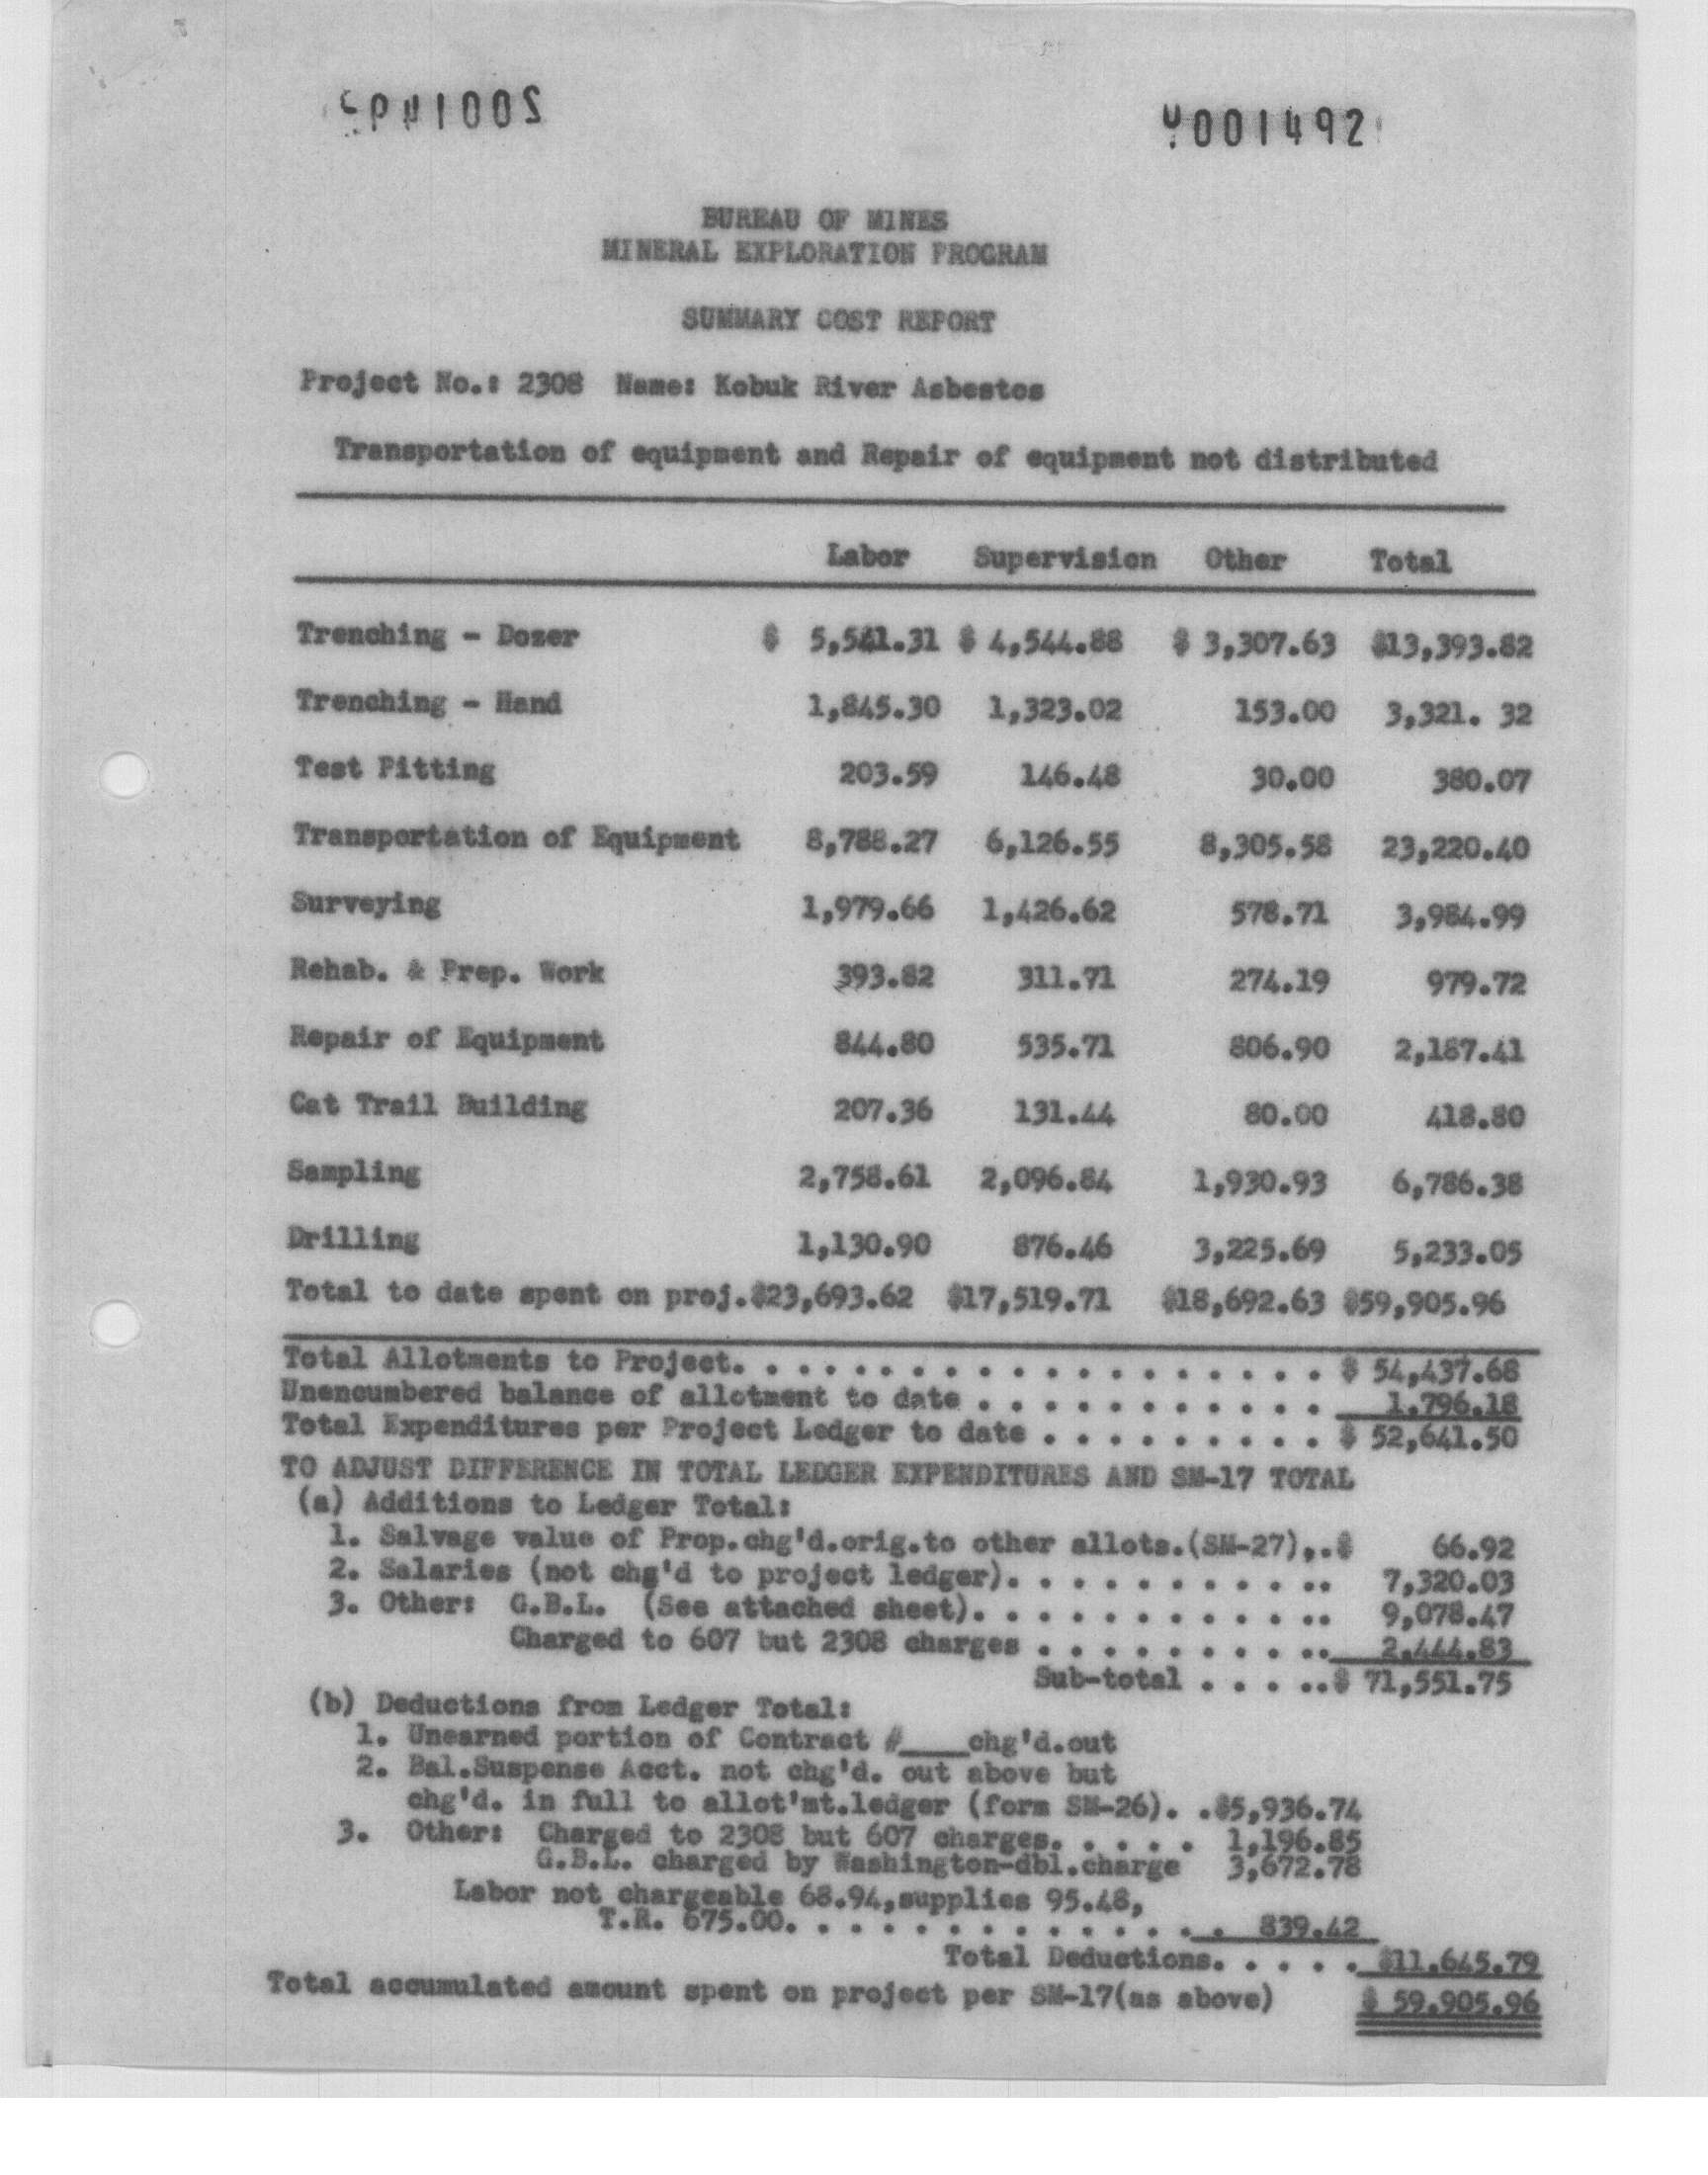 0001492
BUREAU OF MINES
MINERAL EXPLORATION PROGRAM
SUMMARY COST REPORT
Project No.: 2308 Name: Kobuk River Asbestos
Transportation of equipment and Repair of equipment not distributed
Labor Supervision Other Total
Trenching - Dozer $ 5,541.31 $ 4,544.88 $ 3,307.63 $13,393.82
Trenching - Hand 1,845.30 1,323.02 153.00 3,321. 32
Test Pitting 203.59 146.48 30.00 380.07
Transportation of Equipment 8,788.27 6,126.55 8,305.58 23,220.40
Surveying 1,979.66 1,426.62 578.71 3,984.99
Rehab. & Prep. Work 393.82 311.71 274.19 979.72
Repair of Equipment 844.80 535.71 806.90 2,187.41
Cat Trail Building 207.36 131.44 80.00 418.80
Sampling 2,758.61 2,096.84 1,930.93 6,786.38
Drilling 1,130.90 876.46 3,225.69 5,233.05
Total to date spent on proj.$23,693.62 $17,519.71 $18,692.63 $59,905.96
Total Allotments to Project. . . . . . . . . . . . . . . . . . . $ 54,437.68
Unencumbered balance of allotment to date . . . . . . . . . . . 1.796.18
Total Expenditures per Project Ledger to date . . . . . . . . . $ 52,641.50
TO ADJUST DIFFERENCE IN TOTAL LEDGER EXPENDITURES AND SM-17 TOTAL
(a) Additions to Ledger Total:
1. Salvage value of Prop.chg'd.orig.to other allots.(SM-27),..$ 66.92
2. Salaries (not chg'd to project ledger). . . . . . . . . . .. 7,320.03
3. Other: G.B.L. (See attached sheet). . . . . . . . . . . . .. 9,078.47
Charged to 607 but 2308 charges . . . . . . . . . .. 2.444.83
Sub-total . . . . ..$ 71,551.75
(b) Deductions from Ledger Total:
1. Unearned portion of Contract #____chg'd.out
2. Bal.Suspense Acct. not chg'd. out above but
chg'd. in full to allot'mt.ledger (form SM-26). .$5,936.74
3. Other: Charged to 2308 but 607 charges. . . . . 1,196.85
G.B.L. charged by Washington-dbl.charge 3,672.78
Labor not chargeable 68.94,supplies 95.48,
T.R. 675.00. . . . . . . . . . . . . . 839.42
Total Deductions. . . . . $11.645.79
Total accumulated amount spent on project per SM-17(as above) $ 59.905.96